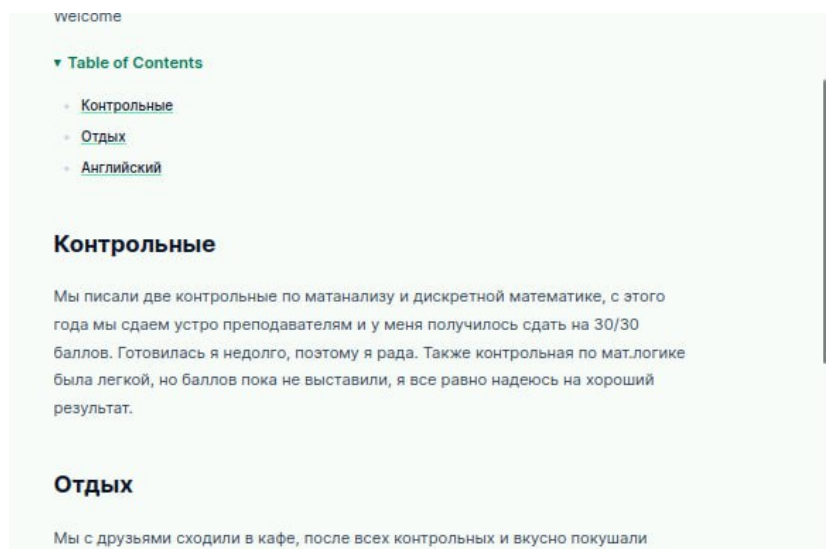 Welcome
Table of Contents
Контрольные
Отдых
Английский
Контрольные
Мы писали две контрольные по матанализу и дискретной математике, с этого
года мы сдаем устро преподавателям и у меня получилось сдать на 30/30
баллов. Готовилась я недолго, поэтому я рада. Также контрольная по мат.логике
была легкой, но баллов пока не выставили, я все равно надеюсь на хороший
результат.
Отдых
Мы с друзьями сходили в кафе, после всех контрольных и вкусно покушали